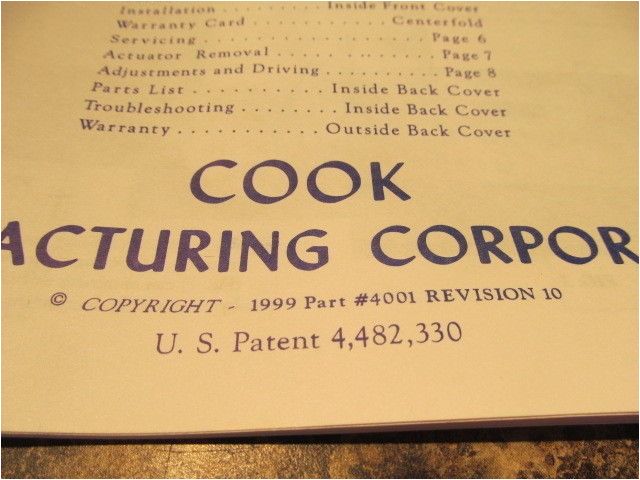 Installation . . . . . . . . . . . . . Inside Front Cover
Warranty Card . . . . . . . . . . . . . . Centerfold
Servicing . . . . . . . . . . . . . . . . . . . Page 6
Actuator Removal . . . . . . . . . . . . . Page 7
Adjustments and Driving . . . . . . . . . . Page 8
Parts List . . . . . . . . . . . Inside Back Cover
Troubleshooting . . . . . . . . Inside Back Cover
Warranty . . . . . . . . . . . Outside Back Cover
COOK
ACTURING CORPOR
© COPYRIGHT - 1999 Part #4001 REVISION 10
U. S. Patent 4,482,330